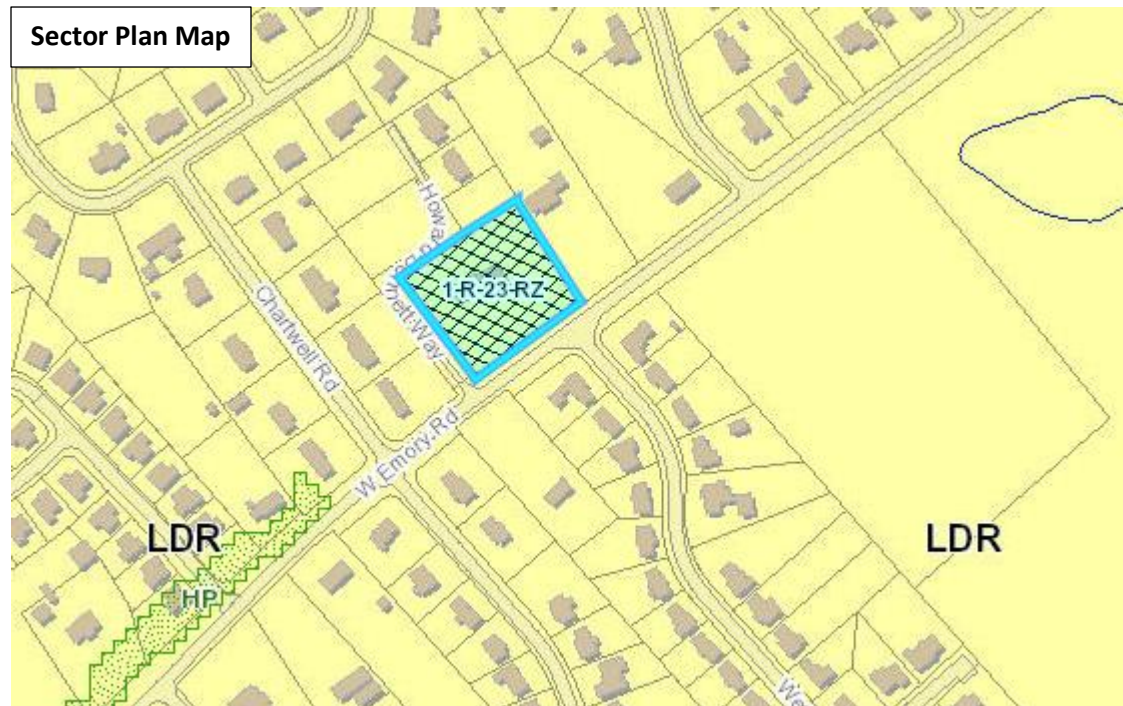 Sector Plan Map
1-R-23-RZ
Chartwell Rd
W Emory Rd
LDR
LDR
HP